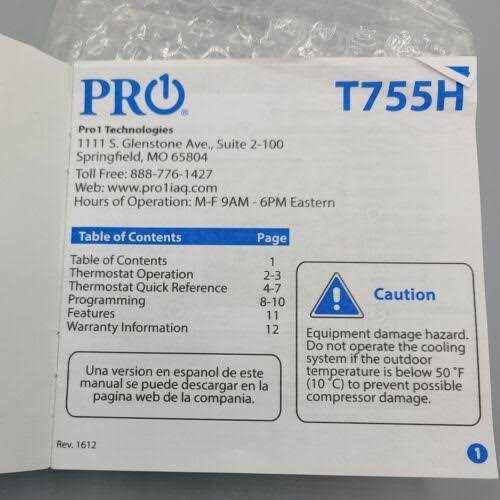 PRO1®
T755H
Pro1 Technologies
1111 S. Glenstone Ave., Suite 2-100
Springfield, MO 65804
Toll Free: 888-776-1427
Web: www.pro1iaq.com
Hours of Operation: M-F 9AM - 6PM Eastern
Table of Contents Page
Table of Contents 1
Thermostat Operation 2-3
Thermostat Quick Reference 4-7
Programming 8-10
Features 11
Warranty Information 12
Una version en espanol de este
manual se puede descargar en la
pagina web de la compania.
Caution
Equipment damage hazard.
Do not operate the cooling
system if the outdoor
temperature is below 50 ˚F
(10 ˚C) to prevent possible
compressor damage.
Rev. 1612
1